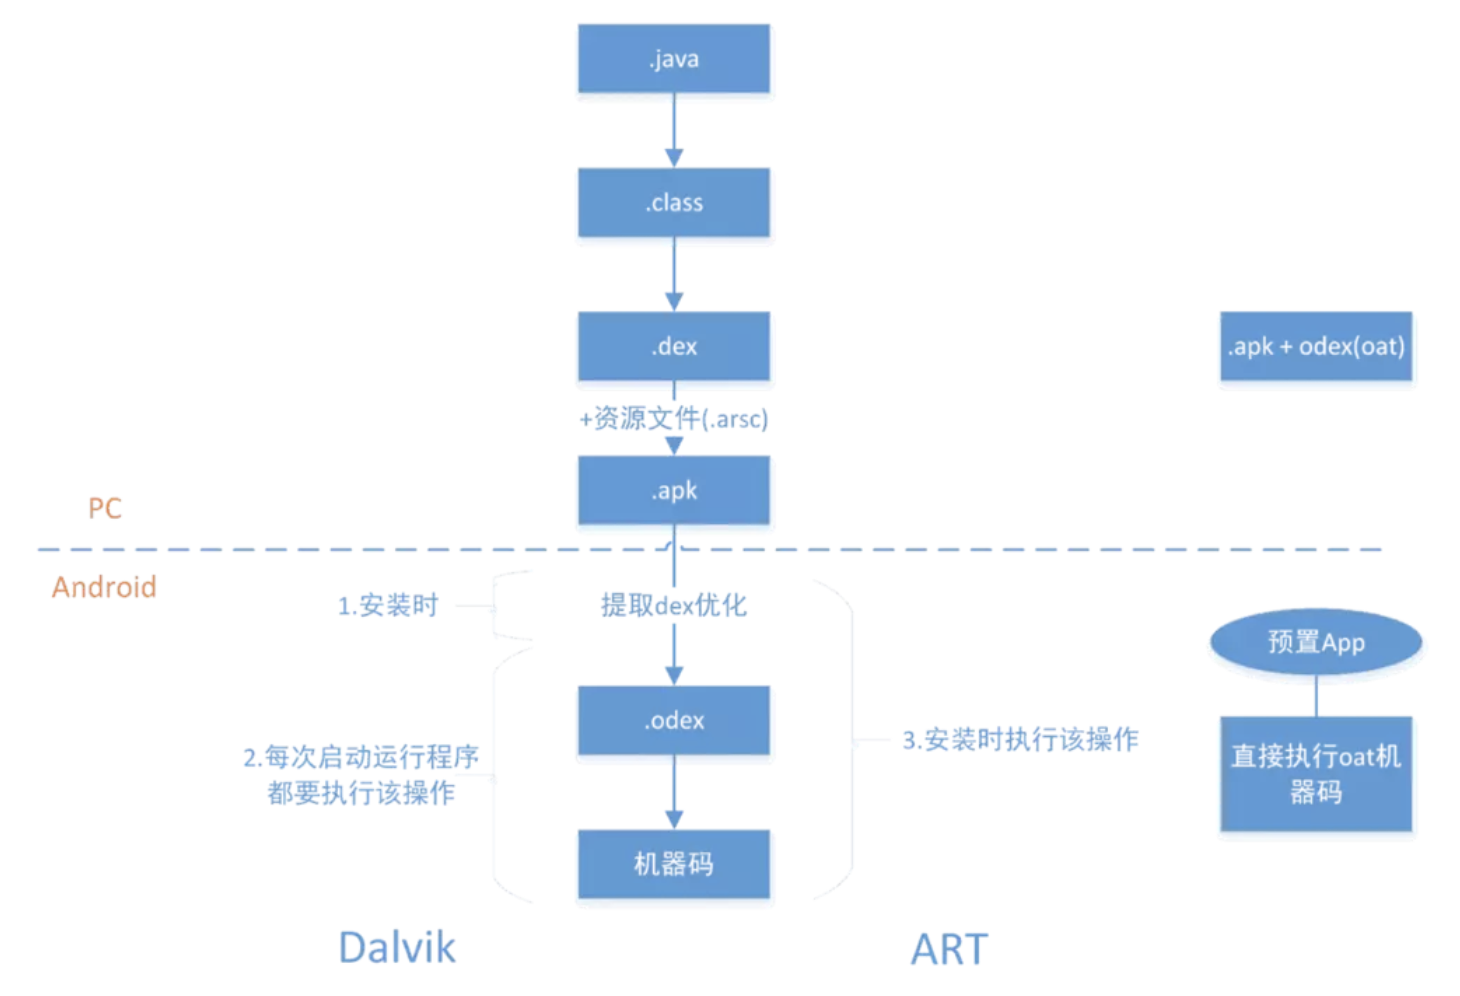 .java
.class
.dex
.apk + odex(oat)
+资源文件(.arsc)
.apk
PC
Android
1.安装时
提取dex优化
预置App
.odex
2.每次启动运行程序
都要执行该操作
3.安装时执行该操作
直接执行oat机
器码
机器码
Dalvik
ART